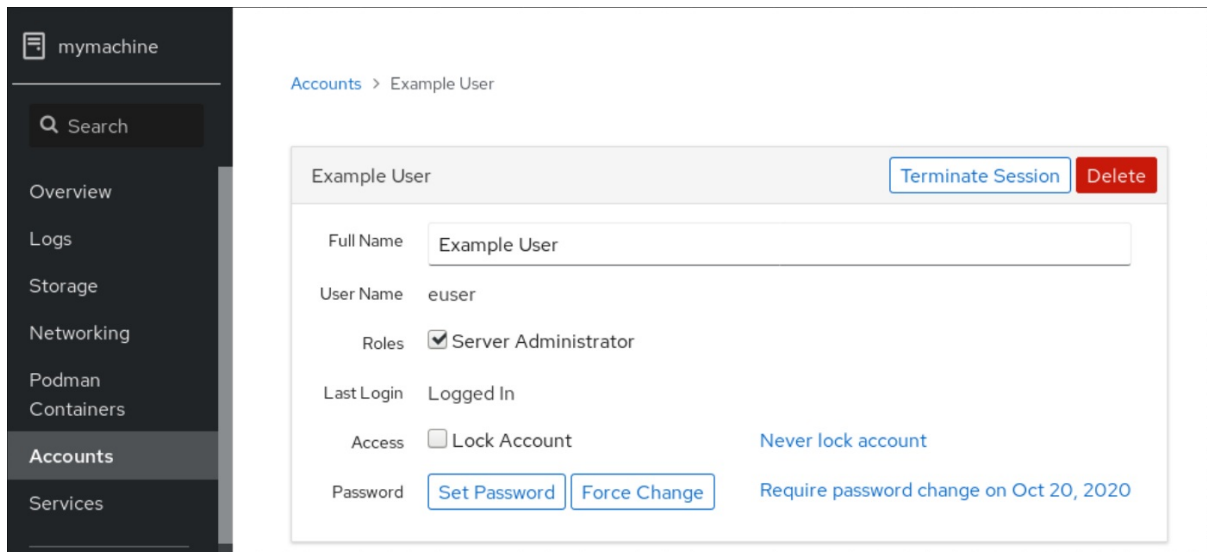 mymachine
Search
Overview
Logs
Storage
Networking
Podman
Containers
Accounts
Services
Accounts > Example User
Example User
Terminate Session
Delete
Full Name
Example User
User Name
euser
Roles
Server Administrator
Last Login
Logged In
Access
Lock Account
Never lock account
Password
Set Password
Force Change
Require password change on Oct 20, 2020